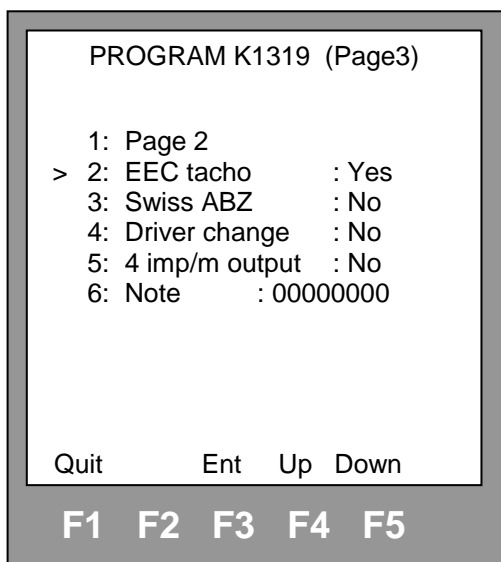 PROGRAM K1319 (Page3)
1: Page 2
> 2: EEC tacho : Yes
3: Swiss ABZ : No
4: Driver change : No
5: 4 imp/m output : No
6: Note : 00000000
Quit Ent Up Down
F1 F2 F3 F4 F5